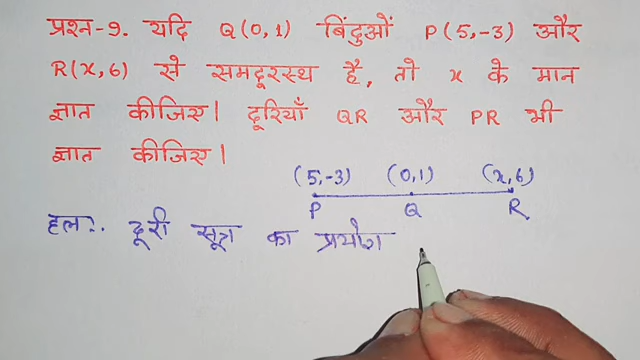 प्रश्न-9. यदि Q(0,1) बिंदुओं P(5,-3) और
R(x,6) से समदूरस्थ है, तो x के मान
ज्ञात कीजिए। दूरियाँ QR और PR भी
ज्ञात कीजिए।
(5,-3) (0,1) (x,6)
P Q R
हलः- दूरी सूत्र का प्रयोग